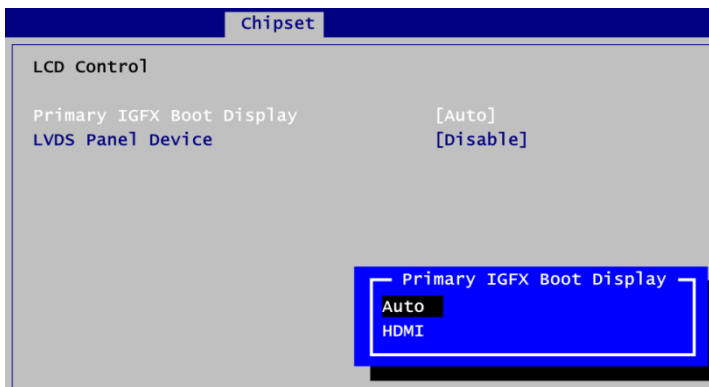 Chipset
LCD Control
Primary IGFX Boot Display [Auto]
LVDS Panel Device [Disable]
Primary IGFX Boot Display
Auto
HDMI